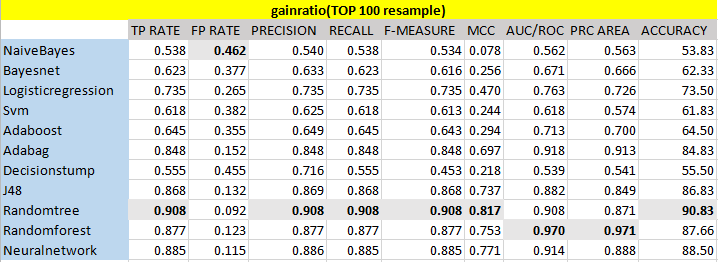 gainratio(TOP 100 resample)
TP RATE FP RATE PRECISION RECALL F-MEASURE MCC AUC/ROC PRC AREA ACCURACY
NaiveBayes 0.538 0.462 0.540 0.538 0.534 0.078 0.562 0.563 53.83
Bayesnet 0.623 0.377 0.633 0.623 0.616 0.256 0.671 0.666 62.33
Logisticregression 0.735 0.265 0.735 0.735 0.735 0.470 0.763 0.726 73.50
Svm 0.618 0.382 0.625 0.618 0.613 0.244 0.618 0.574 61.83
Adaboost 0.645 0.355 0.649 0.645 0.643 0.294 0.713 0.700 64.50
Adabag 0.848 0.152 0.848 0.848 0.848 0.697 0.918 0.913 84.83
Decisionstump 0.555 0.455 0.716 0.555 0.453 0.218 0.539 0.541 55.50
J48 0.868 0.132 0.869 0.868 0.868 0.737 0.882 0.849 86.83
Randomtree 0.908 0.092 0.908 0.908 0.908 0.817 0.908 0.871 90.83
Randomforest 0.877 0.123 0.877 0.877 0.877 0.753 0.970 0.971 87.66
Neuralnetwork 0.885 0.115 0.886 0.885 0.885 0.771 0.914 0.888 88.50